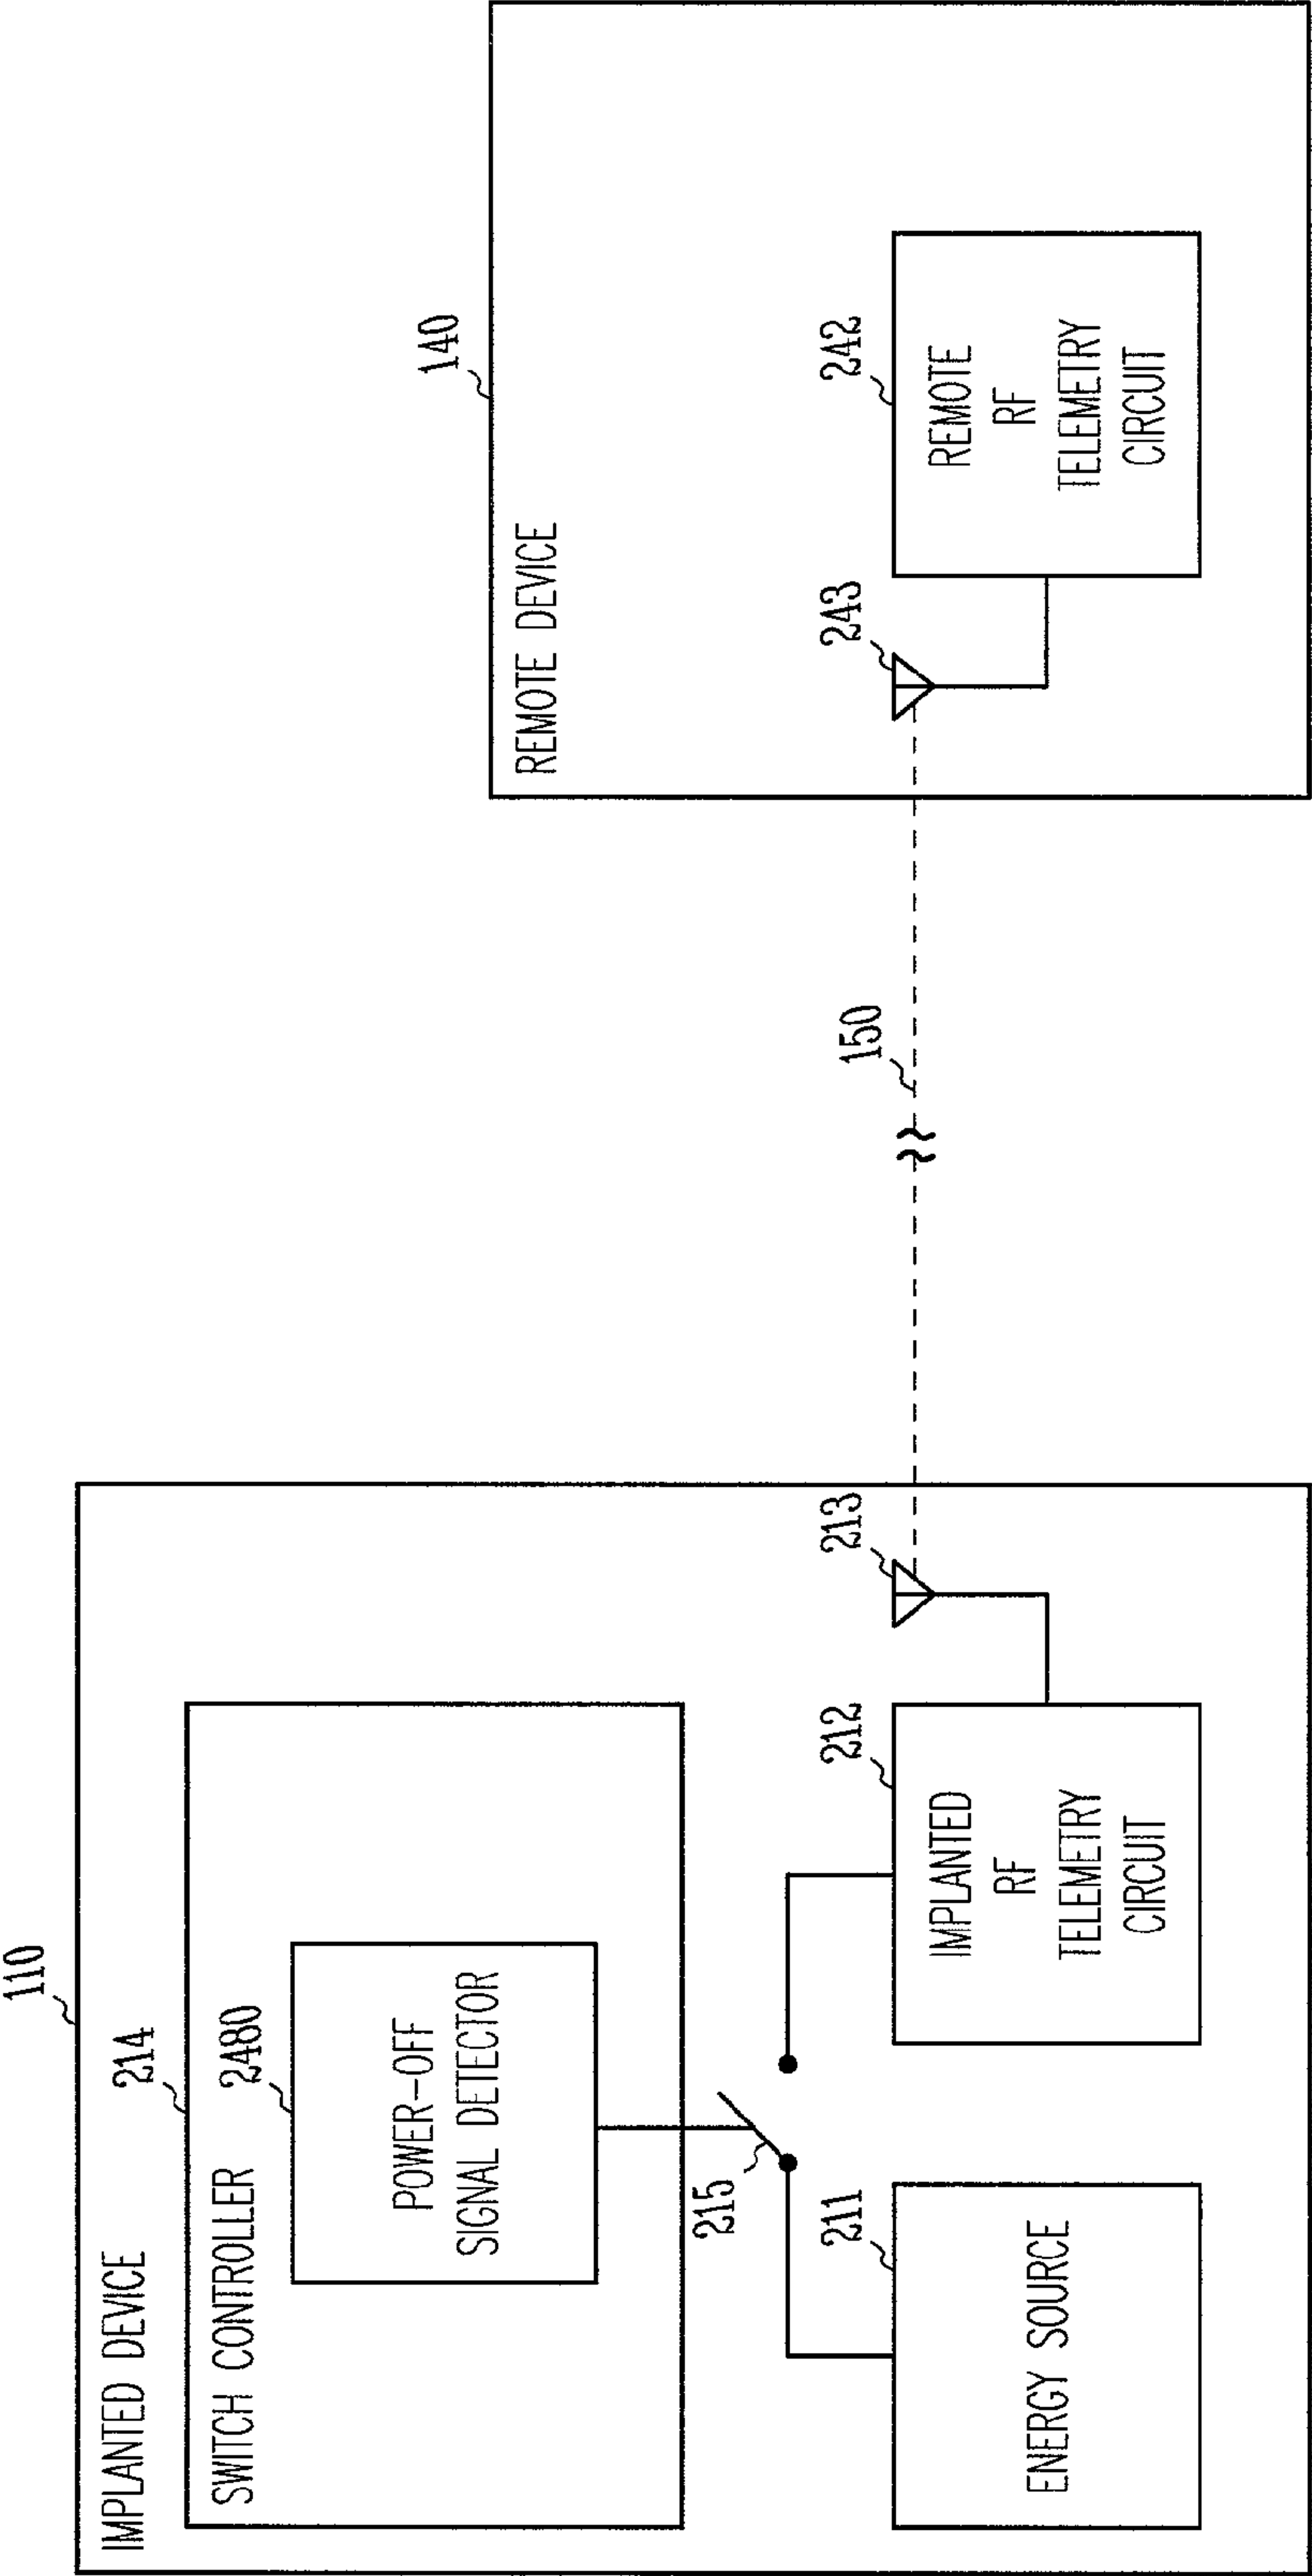 110
IMPLANTED DEVICE
214
SWITCH CONTROLLER
2480
POWER-OFF
SIGNAL DETECTOR
215
211
ENERGY SOURCE
212
IMPLANTED
RF
TELEMETRY
CIRCUIT
213
150
140
REMOTE DEVICE
243
242
REMOTE
RF
TELEMETRY
CIRCUIT